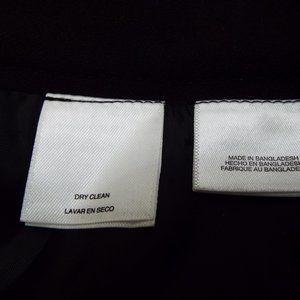 DRY CLEAN
LAVAR EN SECO
MADE IN BANGLADESH
HECHO EN BANGLADESH
FABRIQUE AU BANGLADESH